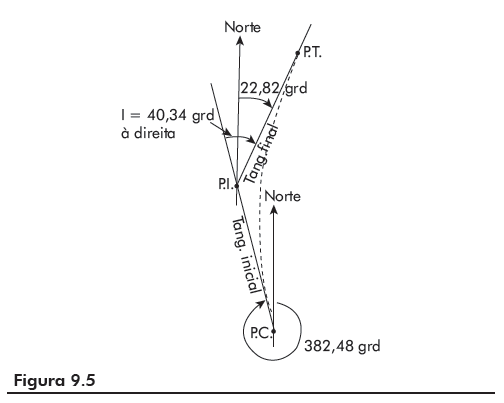 Norte
P.T.
22,82 grd
I = 40,34 grd
à direita
Tang. final
P.I.
Norte
Tang. inicial
P.C.
382,48 grd
Figura 9.5